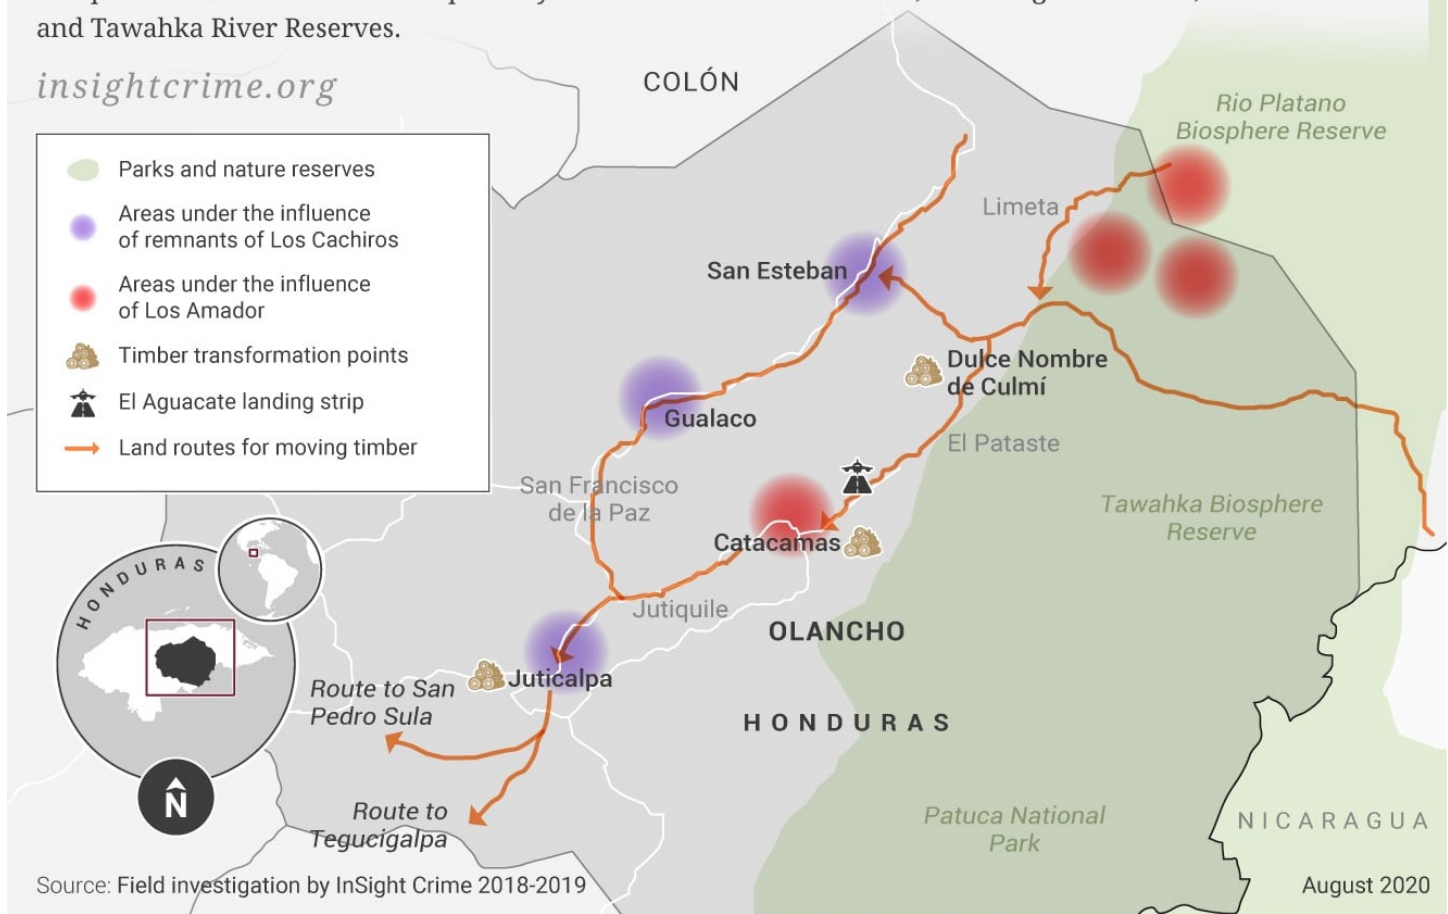 and Tawahka River Reserves.
insightcrime.org
COLÓN
Rio Platano
Biosphere Reserve
Parks and nature reserves
Areas under the influence
of remnants of Los Cachiros
Areas under the influence
of Los Amador
Timber transformation points
El Aguacate landing strip
Land routes for moving timber
Limeta
San Esteban
Dulce Nombre
de Culmí
Gualaco
El Pataste
San Francisco
de la Paz
Tawahka Biosphere
Reserve
Catacamas
HONDURAS
Jutiquile
OLANCHO
Juticalpa
Route to San
Pedro Sula
HONDURAS
N
Route to
Tegucigalpa
Patuca National
Park
NICARAGUA
Source: Field investigation by InSight Crime 2018-2019
August 2020